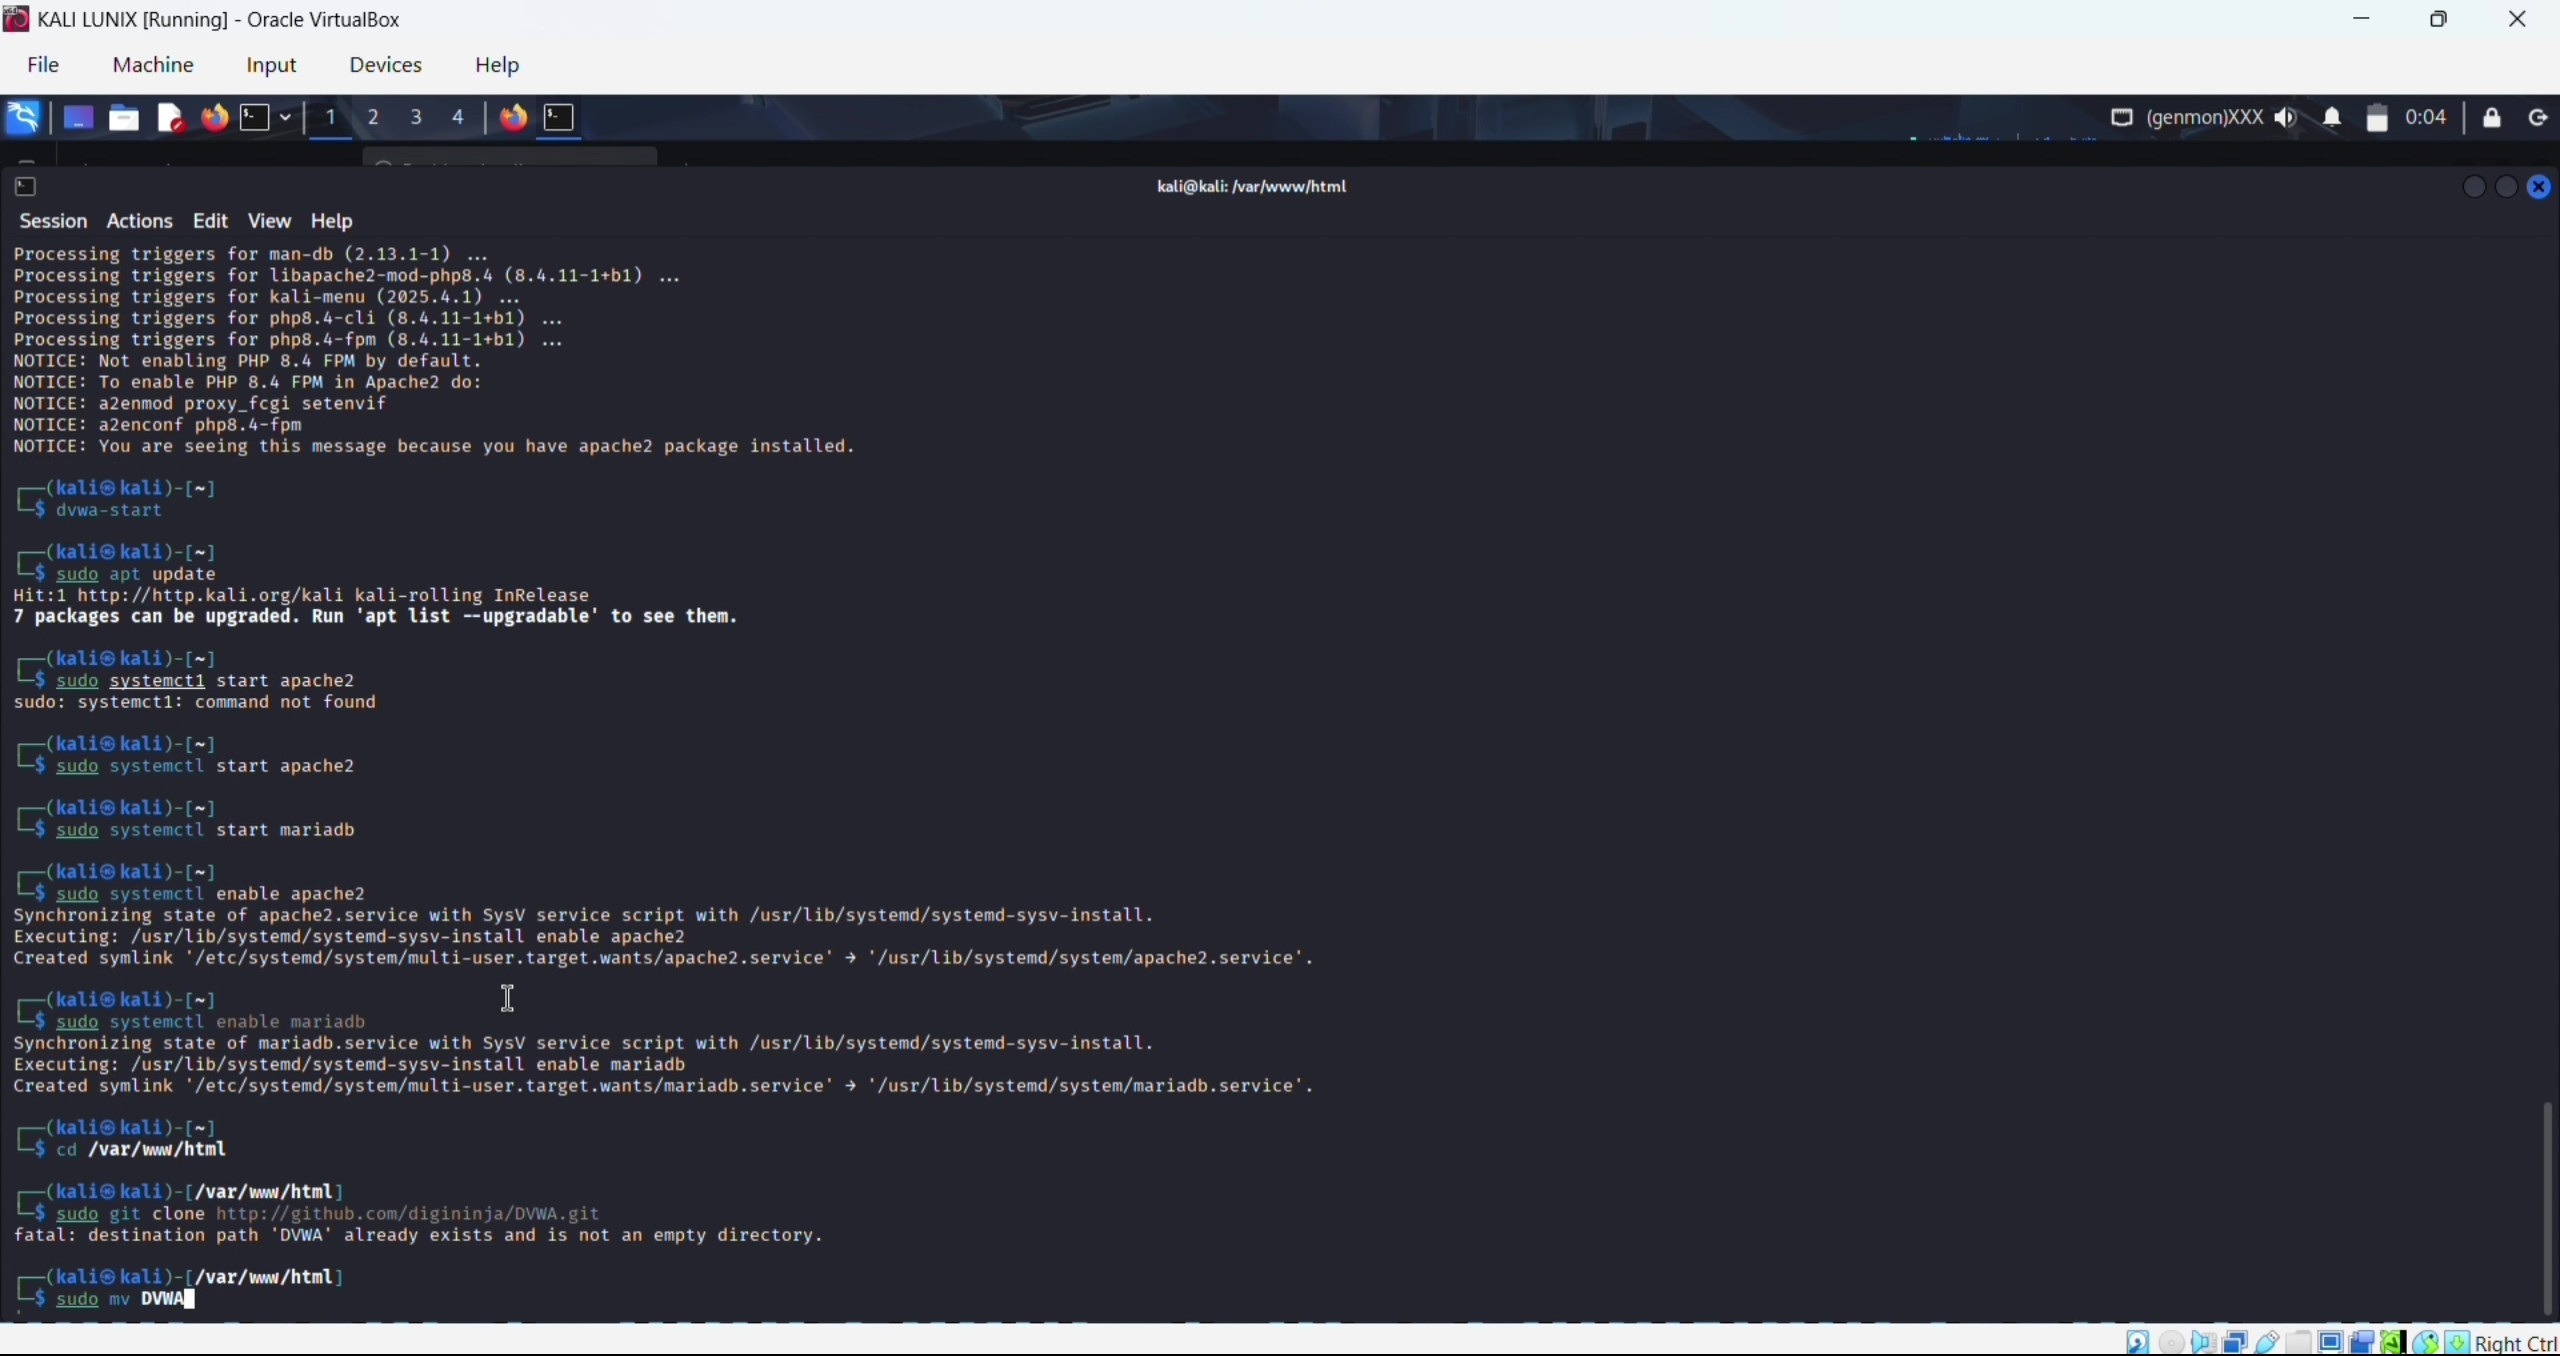 KALI LUNIX [Running] - Oracle VirtualBox
File Machine Input Devices Help
1 2 3 4 (genmon)XXX 0:04
kali@kali: /var/www/html
Session Actions Edit View Help
Processing triggers for man-db (2.13.1-1) ...
Processing triggers for libapache2-mod-php8.4 (8.4.11-1+b1) ...
Processing triggers for kali-menu (2025.4.1) ...
Processing triggers for php8.4-cli (8.4.11-1+b1) ...
Processing triggers for php8.4-fpm (8.4.11-1+b1) ...
NOTICE: Not enabling PHP 8.4 FPM by default.
NOTICE: To enable PHP 8.4 FPM in Apache2 do:
NOTICE: a2enmod proxy_fcgi setenvif
NOTICE: a2enconf php8.4-fpm
NOTICE: You are seeing this message because you have apache2 package installed.
┌──(kali㉿kali)-[~]
└─$ dvwa-start
┌──(kali㉿kali)-[~]
└─$ sudo apt update
Hit:1 http://http.kali.org/kali kali-rolling InRelease
7 packages can be upgraded. Run 'apt list --upgradable' to see them.
┌──(kali㉿kali)-[~]
└─$ sudo systemct1 start apache2
sudo: systemct1: command not found
┌──(kali㉿kali)-[~]
└─$ sudo systemctl start apache2
┌──(kali㉿kali)-[~]
└─$ sudo systemctl start mariadb
┌──(kali㉿kali)-[~]
└─$ sudo systemctl enable apache2
Synchronizing state of apache2.service with SysV service script with /usr/lib/systemd/systemd-sysv-install.
Executing: /usr/lib/systemd/systemd-sysv-install enable apache2
Created symlink '/etc/systemd/system/multi-user.target.wants/apache2.service' → '/usr/lib/systemd/system/apache2.service'.
┌──(kali㉿kali)-[~]
└─$ sudo systemctl enable mariadb
Synchronizing state of mariadb.service with SysV service script with /usr/lib/systemd/systemd-sysv-install.
Executing: /usr/lib/systemd/systemd-sysv-install enable mariadb
Created symlink '/etc/systemd/system/multi-user.target.wants/mariadb.service' → '/usr/lib/systemd/system/mariadb.service'.
┌──(kali㉿kali)-[~]
└─$ cd /var/www/html
┌──(kali㉿kali)-[/var/www/html]
└─$ sudo git clone http://github.com/digininja/DVWA.git
fatal: destination path 'DVWA' already exists and is not an empty directory.
┌──(kali㉿kali)-[/var/www/html]
└─$ sudo mv DVWA
Right Ctrl